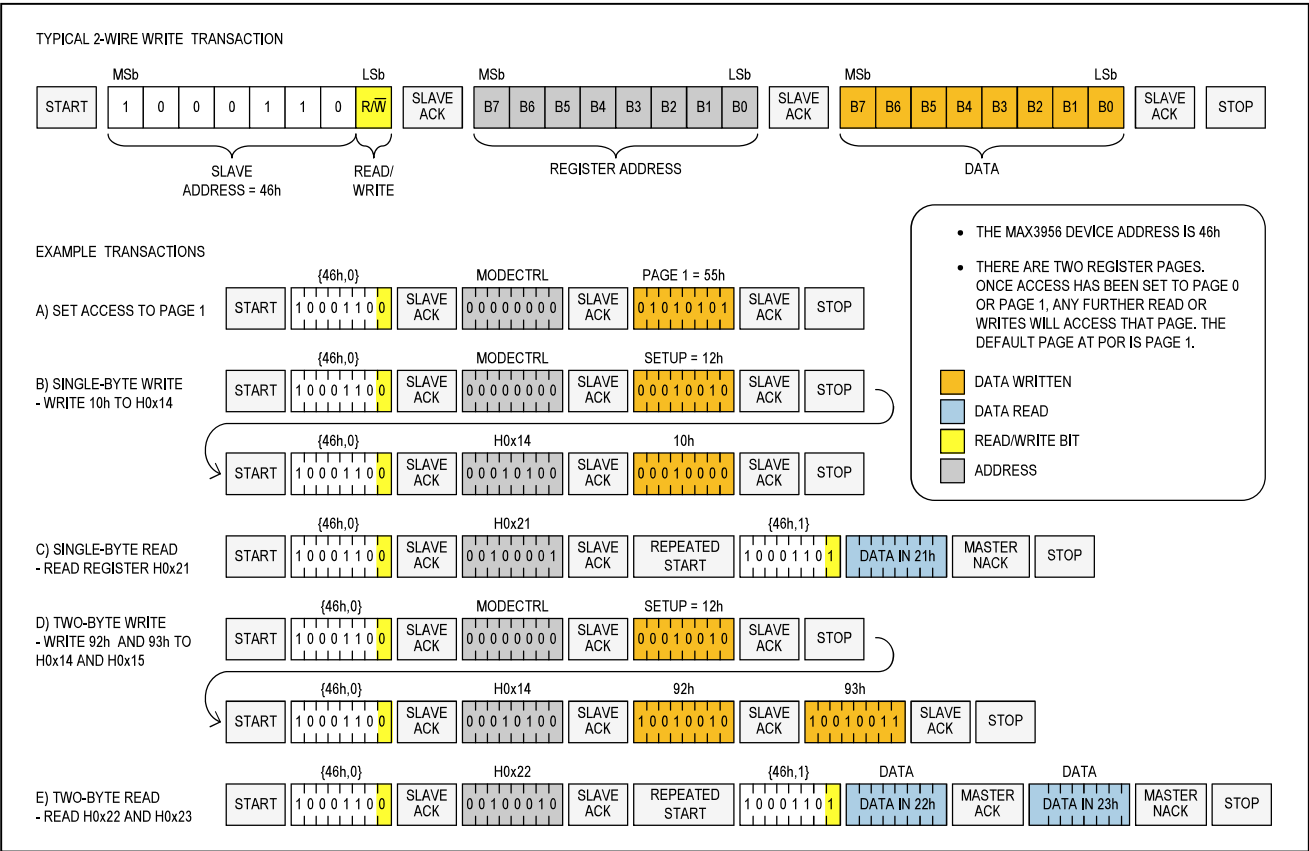 TYPICAL 2-WIRE WRITE TRANSACTION
MSb LSb MSb LSb MSb LSb
START 1 0 0 0 1 1 0 R/W̅ SLAVE ACK B7 B6 B5 B4 B3 B2 B1 B0 SLAVE ACK B7 B6 B5 B4 B3 B2 B1 B0 SLAVE ACK STOP
SLAVE ADDRESS = 46h READ/WRITE REGISTER ADDRESS DATA
EXAMPLE TRANSACTIONS
{46h,0} MODECTRL PAGE 1 = 55h
A) SET ACCESS TO PAGE 1 START 1 0 0 0 1 1 0 0 SLAVE ACK 0 0 0 0 0 0 0 0 SLAVE ACK 0 1 0 1 0 1 0 1 SLAVE ACK STOP
{46h,0} MODECTRL SETUP = 12h
B) SINGLE-BYTE WRITE
- WRITE 10h TO H0x14
START 1 0 0 0 1 1 0 0 SLAVE ACK 0 0 0 0 0 0 0 0 SLAVE ACK 0 0 0 1 0 0 1 0 SLAVE ACK STOP
{46h,0} H0x14 10h
START 1 0 0 0 1 1 0 0 SLAVE ACK 0 0 0 1 0 1 0 0 SLAVE ACK 0 0 0 1 0 0 0 0 SLAVE ACK STOP
{46h,0} H0x21 {46h,1}
C) SINGLE-BYTE READ
- READ REGISTER H0x21
START 1 0 0 0 1 1 0 0 SLAVE ACK 0 0 1 0 0 0 0 1 SLAVE ACK REPEATED START 1 0 0 0 1 1 0 1 DATA IN 21h MASTER NACK STOP
{46h,0} MODECTRL SETUP = 12h
D) TWO-BYTE WRITE
- WRITE 92h AND 93h TO
H0x14 AND H0x15
START 1 0 0 0 1 1 0 0 SLAVE ACK 0 0 0 0 0 0 0 0 SLAVE ACK 0 0 0 1 0 0 1 0 SLAVE ACK STOP
{46h,0} H0x14 92h 93h
START 1 0 0 0 1 1 0 0 SLAVE ACK 0 0 0 1 0 1 0 0 SLAVE ACK 1 0 0 1 0 0 1 0 SLAVE ACK 1 0 0 1 0 0 1 1 SLAVE ACK STOP
{46h,0} H0x22 {46h,1} DATA DATA
E) TWO-BYTE READ
- READ H0x22 AND H0x23
START 1 0 0 0 1 1 0 0 SLAVE ACK 0 0 1 0 0 0 1 0 SLAVE ACK REPEATED START 1 0 0 0 1 1 0 1 DATA IN 22h MASTER ACK DATA IN 23h MASTER NACK STOP
• THE MAX3956 DEVICE ADDRESS IS 46h
• THERE ARE TWO REGISTER PAGES.
ONCE ACCESS HAS BEEN SET TO PAGE 0
OR PAGE 1, ANY FURTHER READ OR
WRITES WILL ACCESS THAT PAGE. THE
DEFAULT PAGE AT POR IS PAGE 1.
DATA WRITTEN
DATA READ
READ/WRITE BIT
ADDRESS